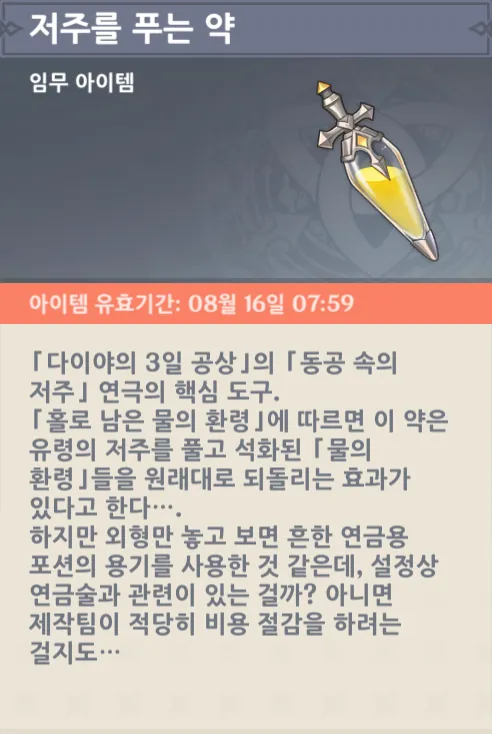 저주를 푸는 약
임무 아이템
아이템 유효기간: 08월 16일 07:59
「다이야의 3일 공상」의 「동공 속의
저주」 연극의 핵심 도구.
「홀로 남은 물의 환령」에 따르면 이 약은
유령의 저주를 풀고 석화된 「물의
환령」들을 원래대로 되돌리는 효과가
있다고 한다….
하지만 외형만 놓고 보면 흔한 연금용
포션의 용기를 사용한 것 같은데, 설정상
연금술과 관련이 있는 걸까? 아니면
제작팀이 적당히 비용 절감을 하려는
걸지도…